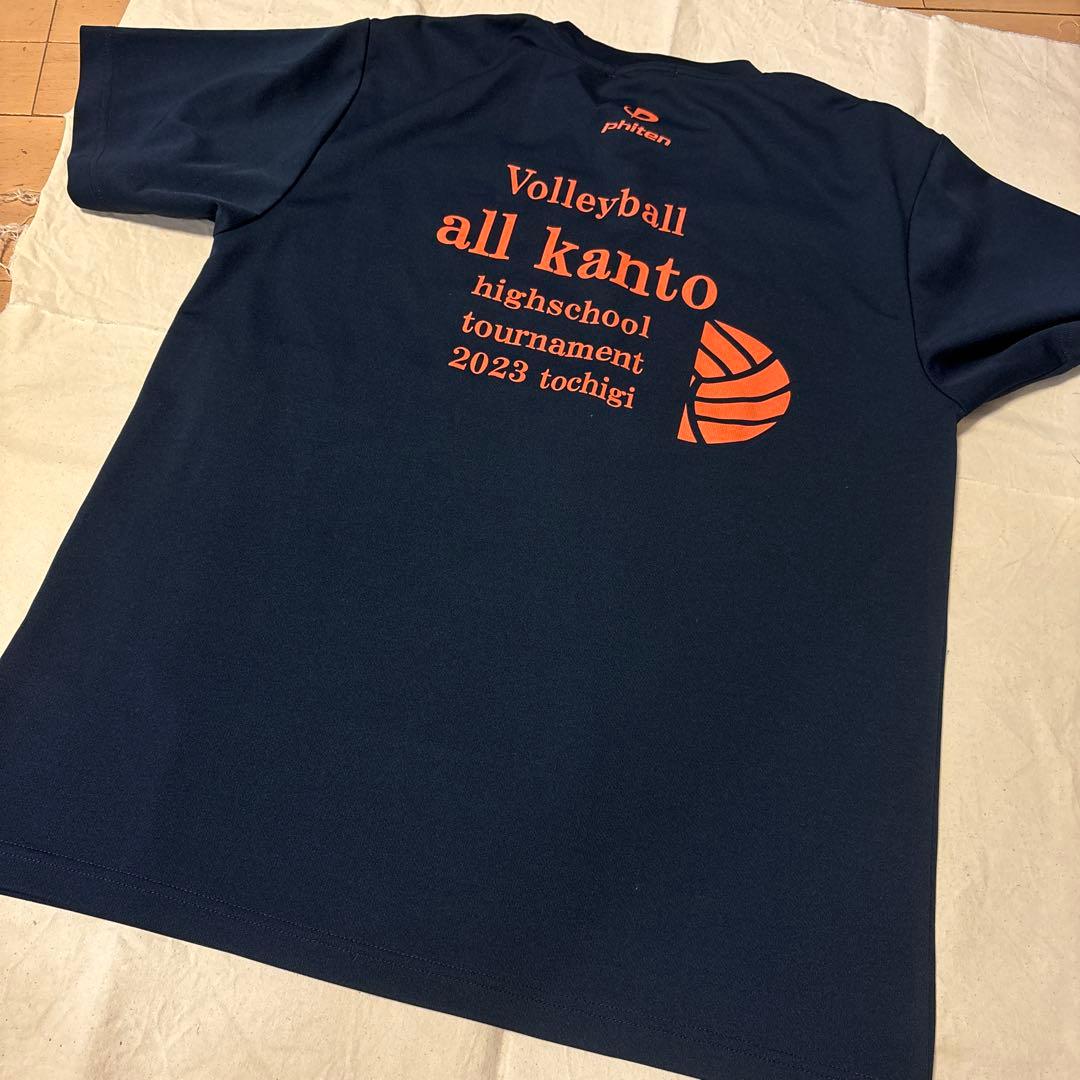 phiten
Volleyball
all kanto
highschool
tournament
2023 tochigi